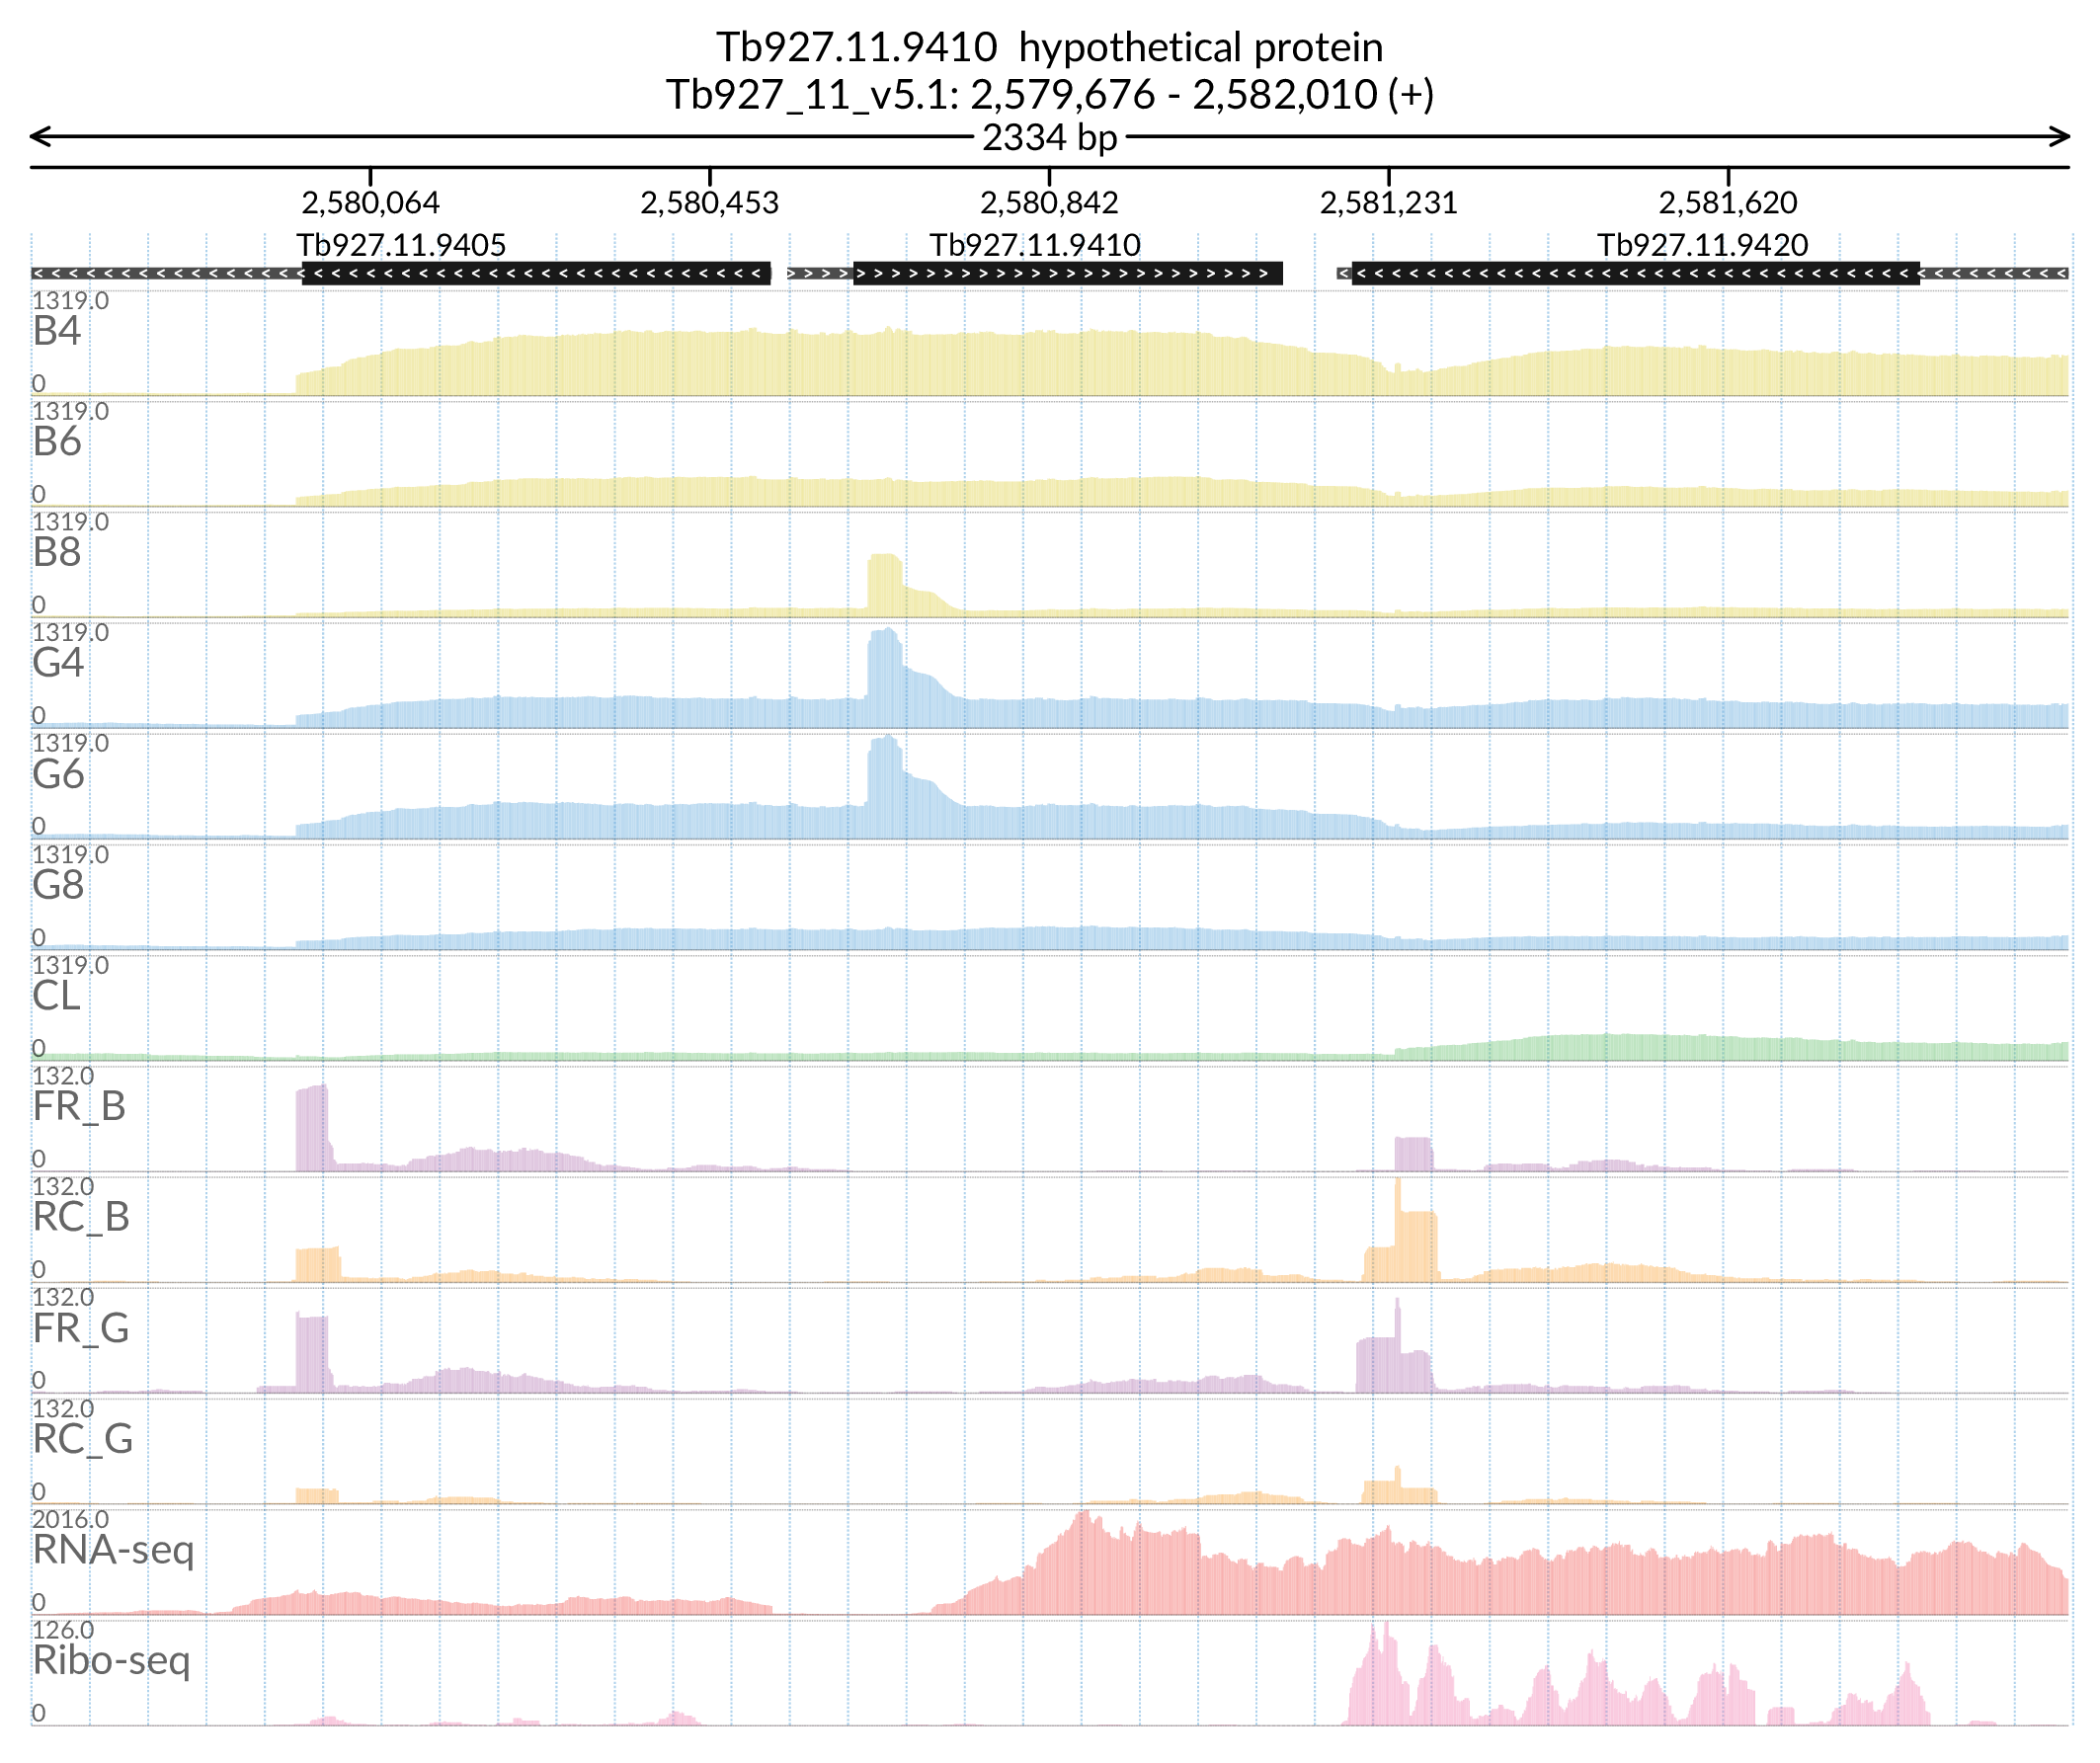 Tb927.11.9410 hypothetical protein
Tb927_11_v5.1: 2,579,676 - 2,582,010 (+)
2334 bp
2,580,064 2,580,453 2,580,842 2,581,231 2,581,620
Tb927.11.9405 Tb927.11.9410 Tb927.11.9420
1319.0
B4
0
1319.0
B6
0
1319.0
B8
0
1319.0
G4
0
1319.0
G6
0
1319.0
G8
0
1319.0
CL
0
132.0
FR_B
0
132.0
RC_B
0
132.0
FR_G
0
132.0
RC_G
0
2016.0
RNA-seq
0
126.0
Ribo-seq
0